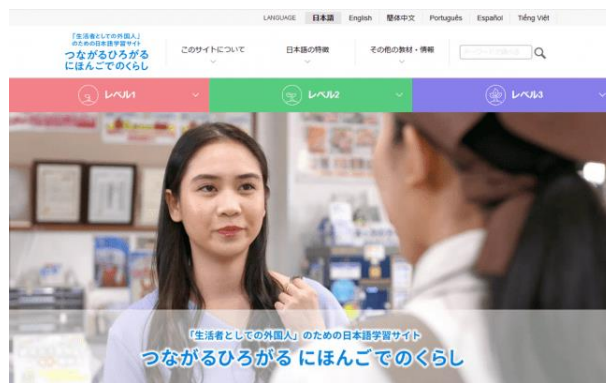 LANGUAGE 日本語 English 简体中文 Português Español Tiếng Việt
「生活者としての外国人」
のための日本語学習サイト
つながるひろがる
にほんごでのくらし
このサイトについて 日本語の特徴 その他の教材・情報
レベル1 レベル2 レベル3
「生活者としての外国人」のための日本語学習サイト
つながるひろがる にほんごでのくらし